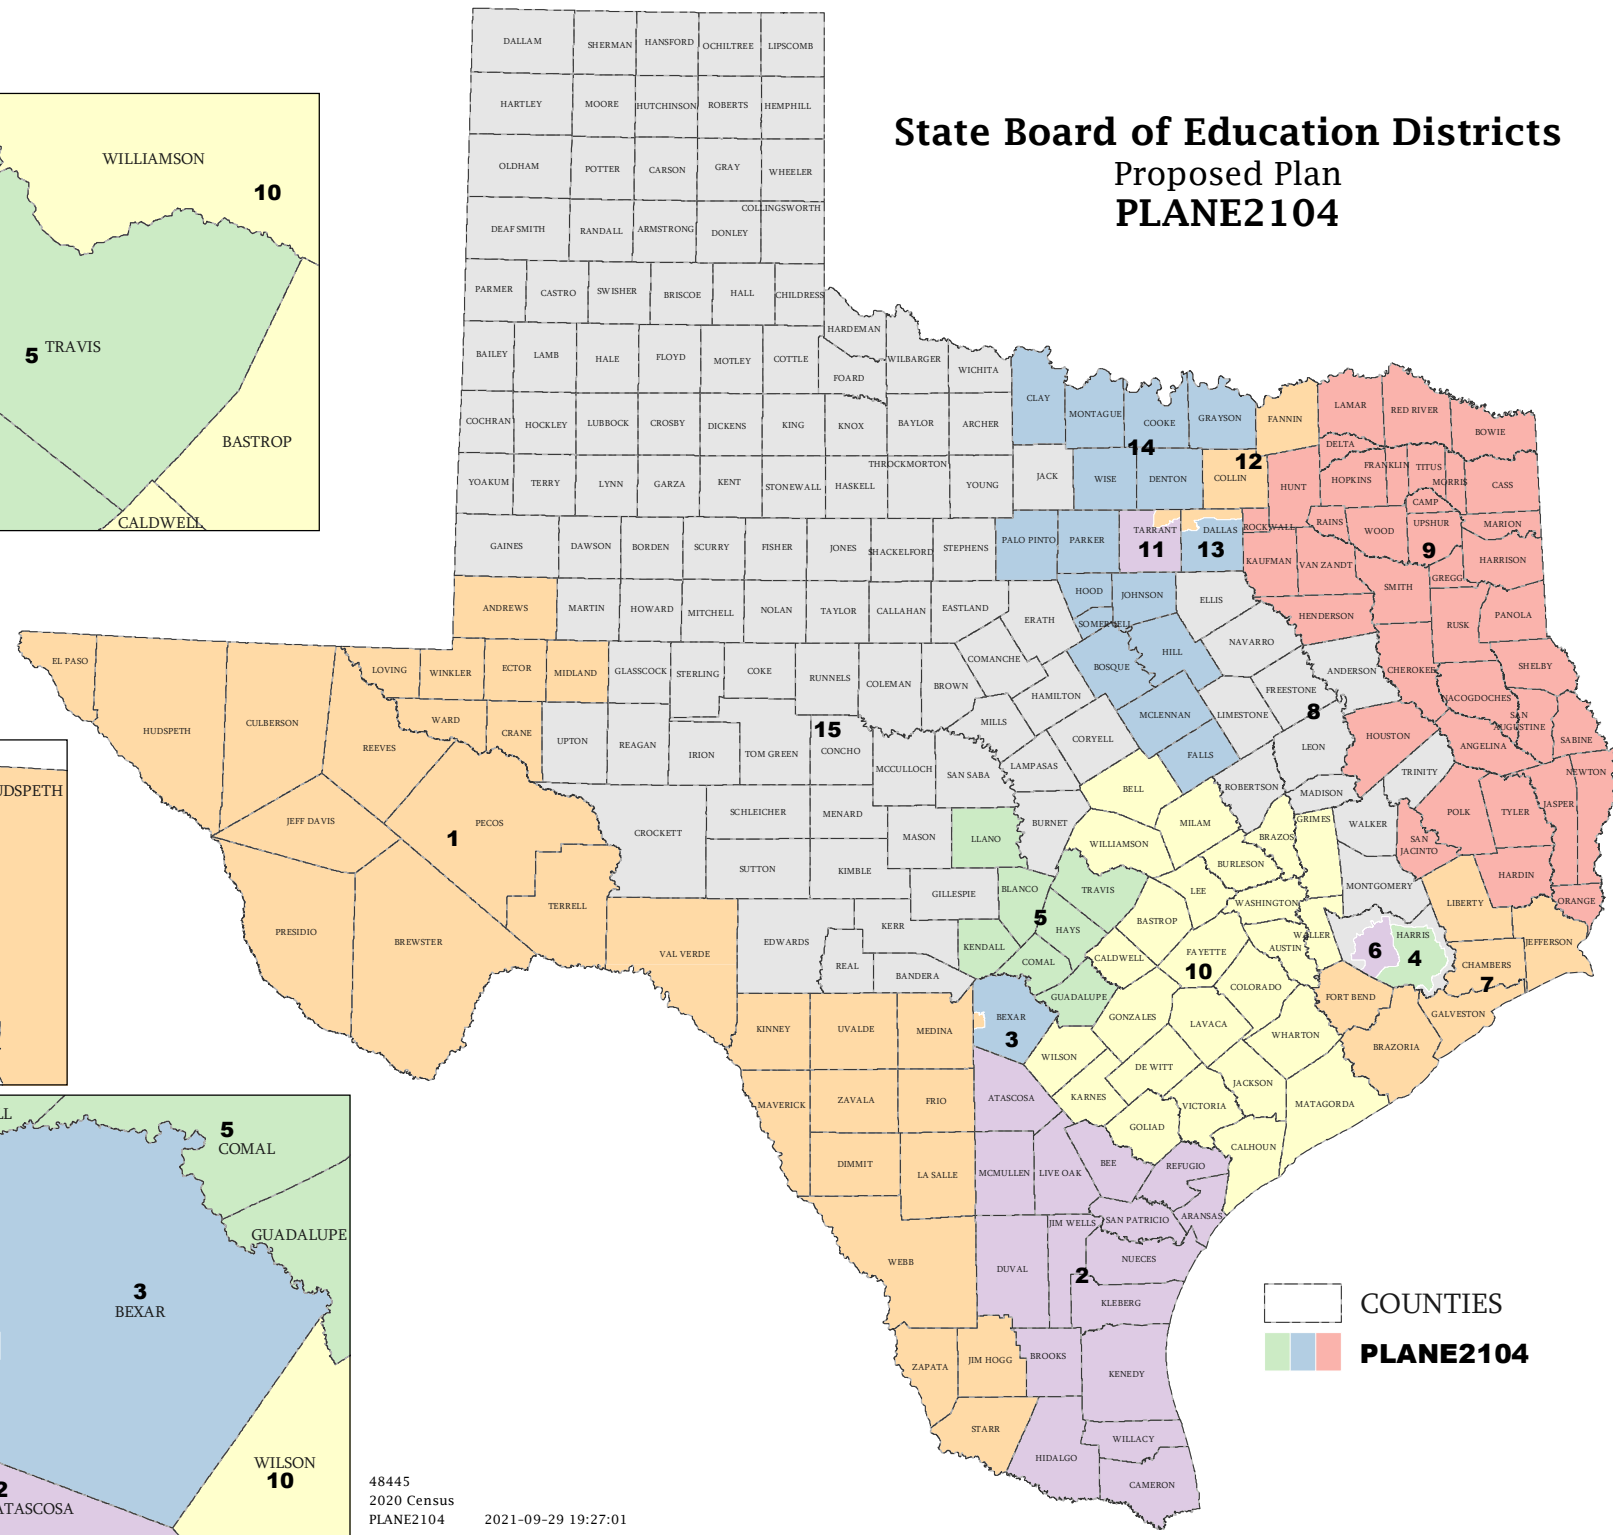 State Board of Education Districts
Proposed Plan
PLANE2104
WILLIAMSON
10
5 TRAVIS
BASTROP
CALDWELL
UDSPETH
LL
5
COMAL
GUADALUPE
3
BEXAR
WILSON
10
2
ATASCOSA
DALLAM SHERMAN HANSFORD OCHILTREE LIPSCOMB
HARTLEY MOORE HUTCHINSON ROBERTS HEMPHILL
OLDHAM POTTER CARSON GRAY WHEELER
COLLINGSWORTH
DEAF SMITH RANDALL ARMSTRONG DONLEY
PARMER CASTRO SWISHER BRISCOE HALL CHILDRESS
HARDEMAN
BAILEY LAMB HALE FLOYD MOTLEY COTTLE FOARD WILBARGER WICHITA
CLAY MONTAGUE COOKE GRAYSON FANNIN LAMAR RED RIVER BOWIE
COCHRAN HOCKLEY LUBBOCK CROSBY DICKENS KING KNOX BAYLOR ARCHER
14 12 DELTA
THROCKMORTON
YOAKUM TERRY LYNN GARZA KENT STONEWALL HASKELL YOUNG JACK WISE DENTON COLLIN HUNT HOPKINS FRANKLIN TITUS MORRIS CASS
CAMP
GAINES DAWSON BORDEN SCURRY FISHER JONES SHACKELFORD STEPHENS PALO PINTO PARKER TARRANT DALLAS ROCKWALL RAINS WOOD UPSHUR MARION
11 13 9
KAUFMAN VAN ZANDT SMITH GREGG HARRISON
ANDREWS MARTIN HOWARD MITCHELL NOLAN TAYLOR CALLAHAN EASTLAND ERATH HOOD JOHNSON ELLIS HENDERSON RUSK PANOLA
SOMERVELL
EL PASO LOVING WINKLER ECTOR MIDLAND GLASSCOCK STERLING COKE RUNNELS COLEMAN BROWN COMANCHE BOSQUE HILL NAVARRO ANDERSON CHEROKEE SHELBY
HAMILTON FREESTONE NACOGDOCHES
HUDSPETH CULBERSON REEVES WARD CRANE UPTON REAGAN IRION TOM GREEN CONCHO MILLS MCLENNAN LIMESTONE 8 SAN AUGUSTINE
15
MCCULLOCH SAN SABA LAMPASAS CORYELL FALLS LEON HOUSTON ANGELINA SABINE
TRINITY NEWTON
JEFF DAVIS PECOS CROCKETT SCHLEICHER MENARD MASON LLANO BURNET BELL ROBERTSON MADISON WALKER POLK TYLER JASPER
1
MILAM BRAZOS GRIMES SAN JACINTO
SUTTON KIMBLE WILLIAMSON BURLESON
TERRELL GILLESPIE BLANCO TRAVIS LEE WASHINGTON MONTGOMERY LIBERTY HARDIN ORANGE
PRESIDIO BREWSTER VAL VERDE EDWARDS KERR 5 HAYS BASTROP AUSTIN WALLER HARRIS JEFFERSON
REAL BANDERA KENDALL COMAL CALDWELL FAYETTE 6 4 CHAMBERS
10 7
GUADALUPE COLORADO FORT BEND GALVESTON
KINNEY UVALDE MEDINA BEXAR GONZALES LAVACA WHARTON BRAZORIA
3
WILSON DE WITT
MAVERICK ZAVALA FRIO ATASCOSA KARNES VICTORIA JACKSON MATAGORDA
GOLIAD CALHOUN
DIMMIT LA SALLE MCMULLEN LIVE OAK BEE REFUGIO
JIM WELLS SAN PATRICIO ARANSAS
WEBB DUVAL 2 NUECES
KLEBERG
ZAPATA JIM HOGG BROOKS KENEDY
STARR HIDALGO WILLACY
CAMERON
COUNTIES
PLANE2104
48445
2020 Census
PLANE2104 2021-09-29 19:27:01